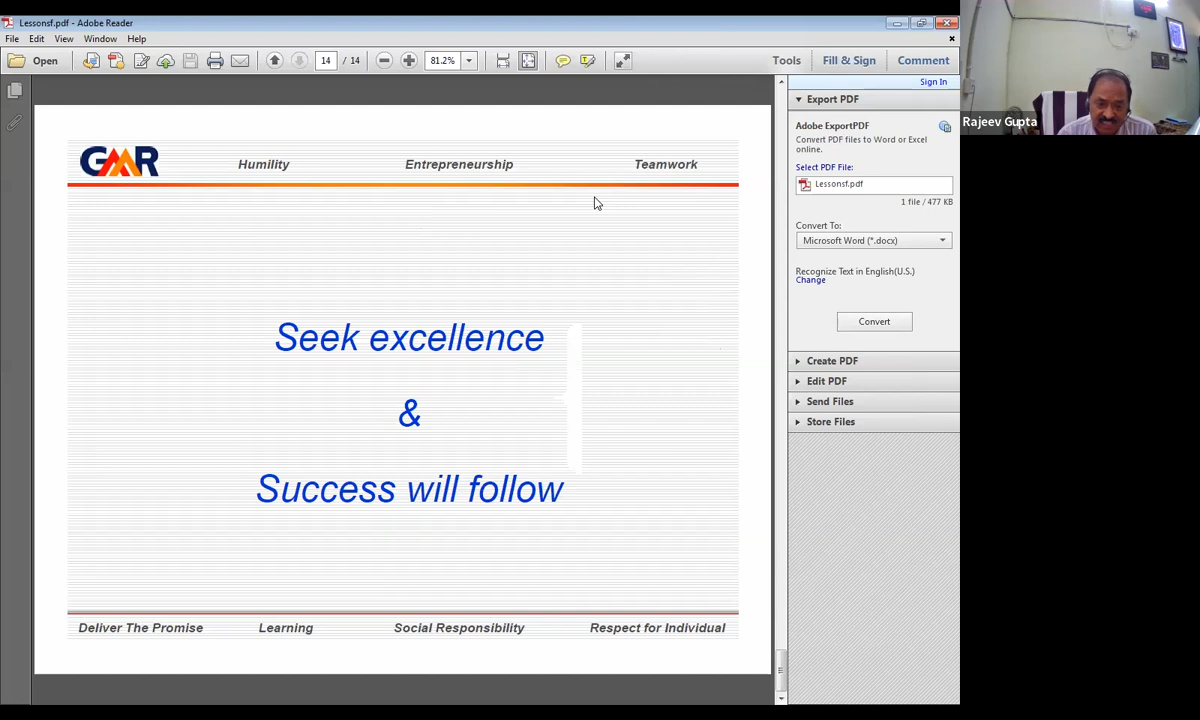 Lessonsf.pdf - Adobe Reader
File Edit View Window Help
Open 14 / 14 81.2% Tools Fill & Sign Comment
Sign In
Export PDF
Adobe ExportPDF
Convert PDF files to Word or Excel
online.
Select PDF File:
Lessonsf.pdf
1 file / 477 KB
Convert To:
Microsoft Word (*.docx)
Recognize Text in English(U.S.)
Change
Convert
Create PDF
Edit PDF
Send Files
Store Files
GMR Humility Entrepreneurship Teamwork
Seek excellence
&
Success will follow
Deliver The Promise Learning Social Responsibility Respect for Individual
Rajeev Gupta